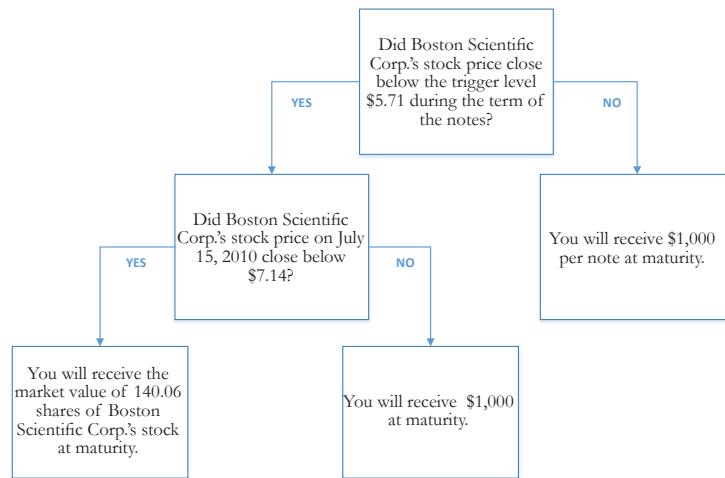 Did Boston Scientific
Corp.'s stock price close
below the trigger level
$5.71 during the term of
the notes?
YES
NO
Did Boston Scientific
Corp.'s stock price on July
15, 2010 close below
$7.14?
You will receive $1,000
per note at maturity.
YES
NO
You will receive the
market value of 140.06
shares of Boston
Scientific Corp.'s stock
at maturity.
You will receive $1,000
at maturity.